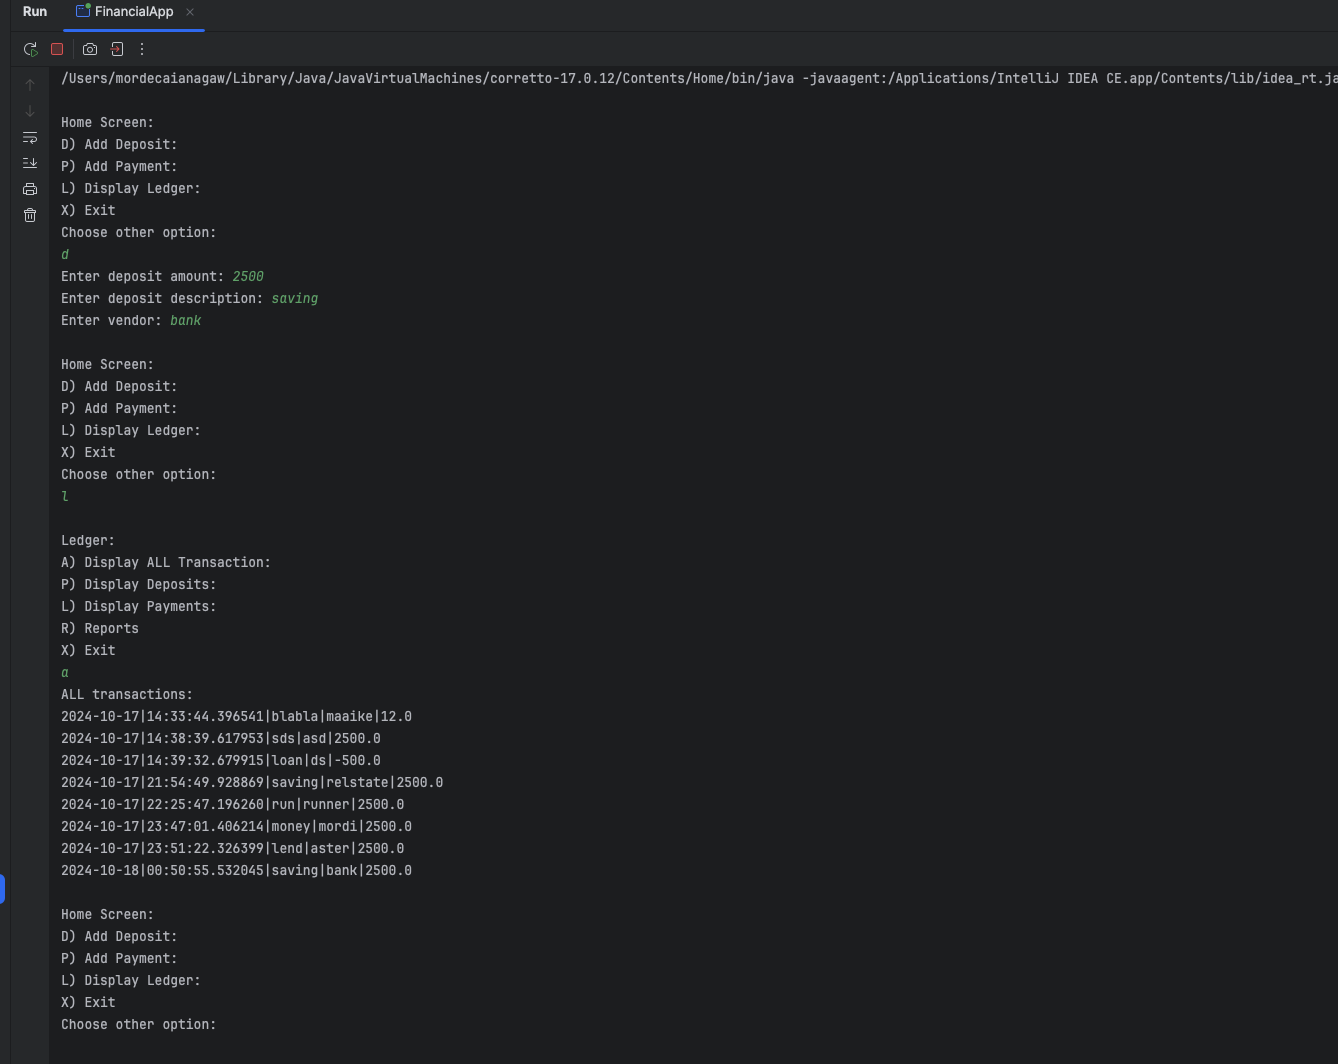 Run FinancialApp
/Users/mordecaianagaw/Library/Java/JavaVirtualMachines/corretto-17.0.12/Contents/Home/bin/java -javaagent:/Applications/IntelliJ IDEA CE.app/Contents/lib/idea_rt.ja
Home Screen:
D) Add Deposit:
P) Add Payment:
L) Display Ledger:
X) Exit
Choose other option:
d
Enter deposit amount: 2500
Enter deposit description: saving
Enter vendor: bank
Home Screen:
D) Add Deposit:
P) Add Payment:
L) Display Ledger:
X) Exit
Choose other option:
l
Ledger:
A) Display ALL Transaction:
P) Display Deposits:
L) Display Payments:
R) Reports
X) Exit
a
ALL transactions:
2024-10-17|14:33:44.396541|blabla|maaike|12.0
2024-10-17|14:38:39.617953|sds|asd|2500.0
2024-10-17|14:39:32.679915|loan|ds|-500.0
2024-10-17|21:54:49.928869|saving|relstate|2500.0
2024-10-17|22:25:47.196260|run|runner|2500.0
2024-10-17|23:47:01.406214|money|mordi|2500.0
2024-10-17|23:51:22.326399|lend|aster|2500.0
2024-10-18|00:50:55.532045|saving|bank|2500.0
Home Screen:
D) Add Deposit:
P) Add Payment:
L) Display Ledger:
X) Exit
Choose other option: